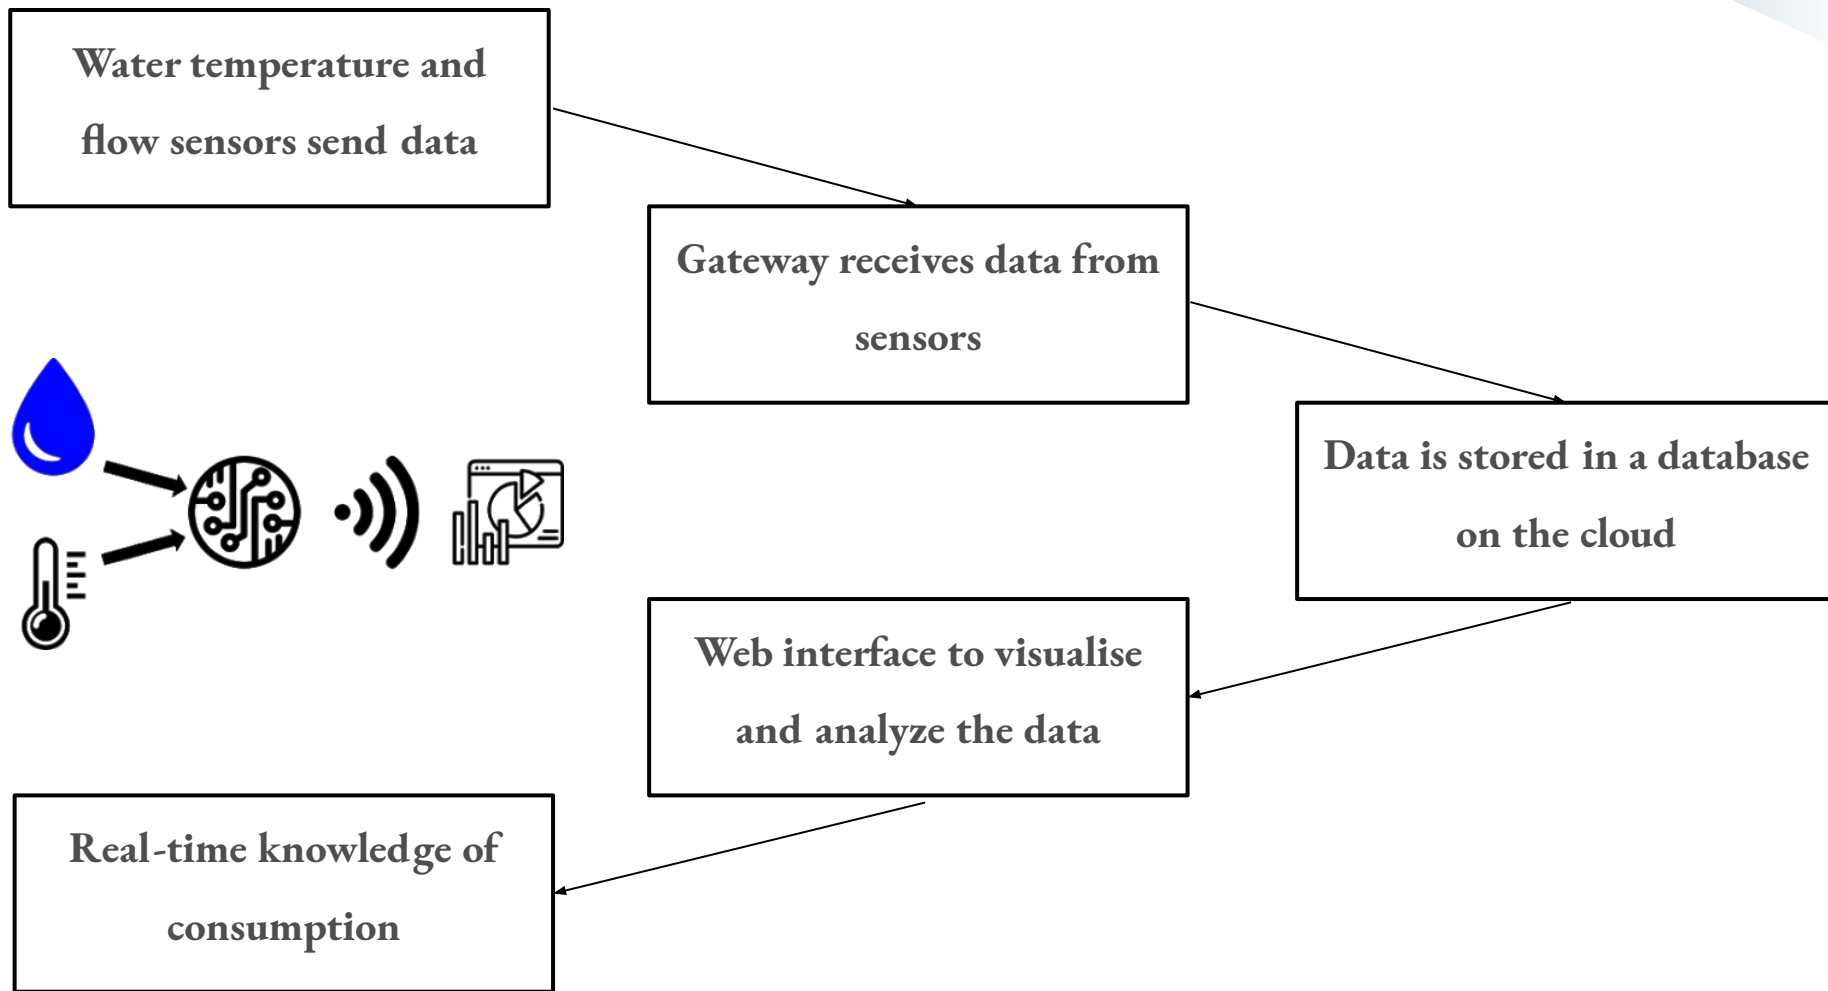 Water temperature and
flow sensors send data
Gateway receives data from
sensors
Data is stored in a database
on the cloud
Web interface to visualise
and analyze the data
Real-time knowledge of
consumption